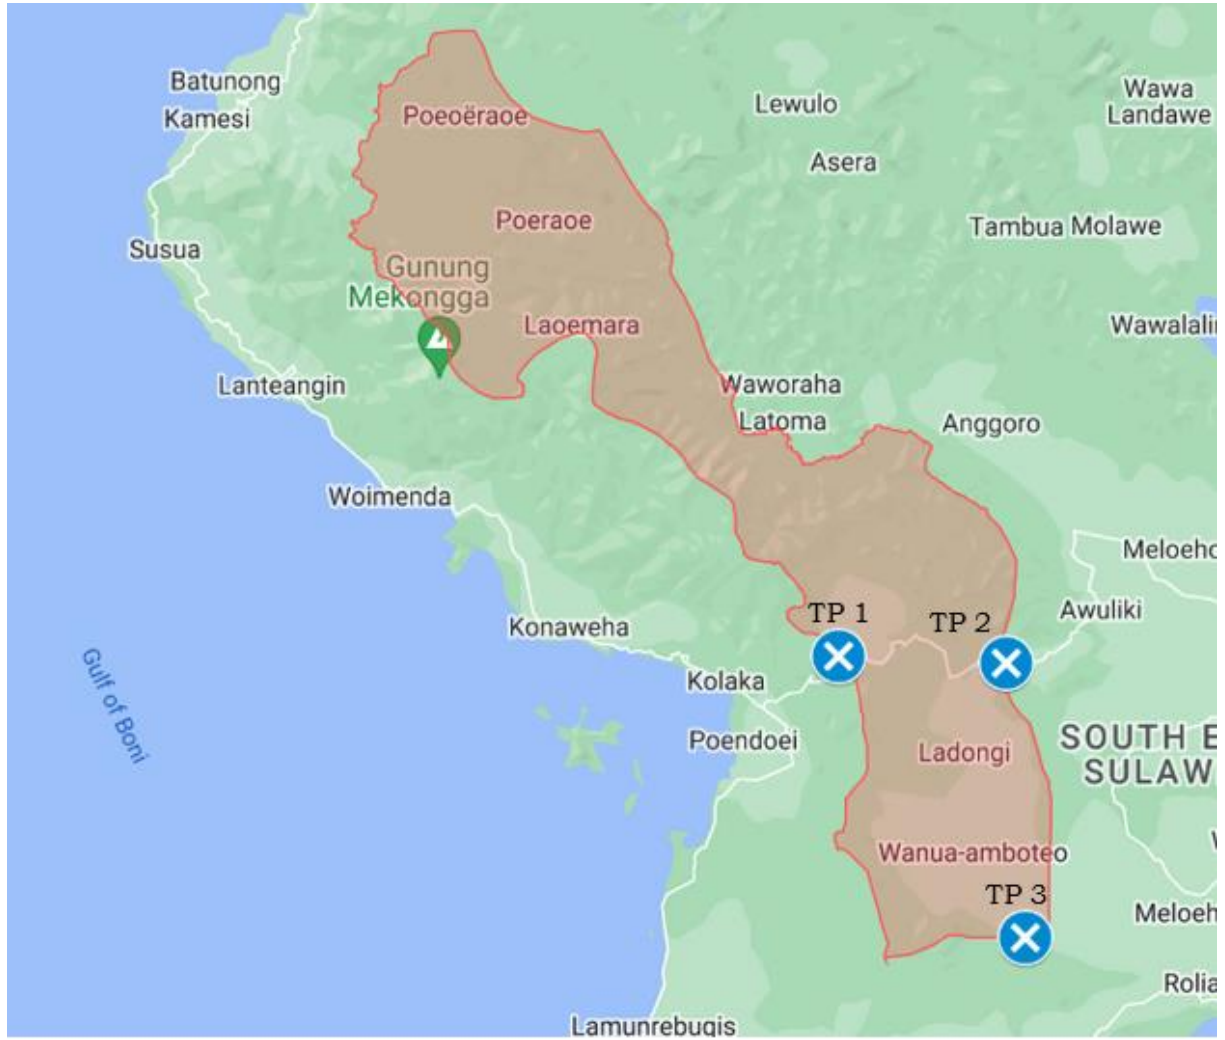 Batunong
Kamesi
Poeoëraoe
Lewulo
Wawa
Landawe
Asera
Poeraoe
Tambua
Molawe
Susua
Gunung
Mekongga
Laoemara
Wawalali
Lanteangin
Waworaha
Latoma
Anggoro
Woimenda
Meloeho
Konaweha
TP 1
TP 2
Awuliki
Gulf of Boni
Kolaka
Poendoei
Ladongi
SOUTH E
SULAW
Wanua-amboteo
TP 3
Meloeh
Rolia
Lamunrebugis